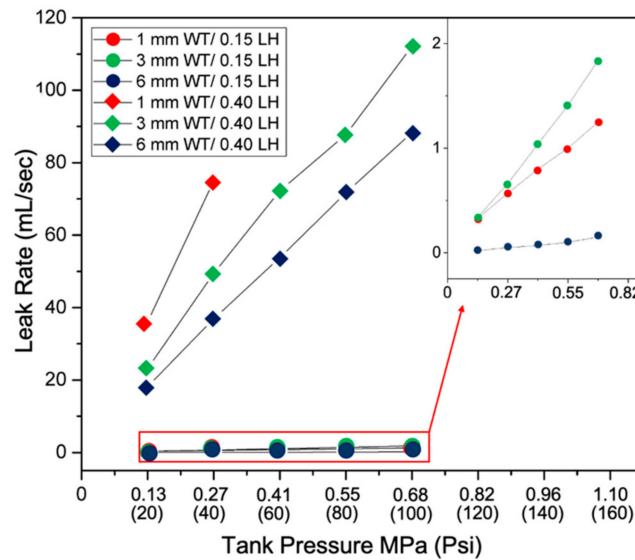 120
100
80
60
40
20
0
Leak Rate (mL/sec)
1 mm WT/ 0.15 LH
3 mm WT/ 0.15 LH
6 mm WT/ 0.15 LH
1 mm WT/ 0.40 LH
3 mm WT/ 0.40 LH
6 mm WT/ 0.40 LH
2
1
0
0 0.27 0.55 0.82
0 0.13 0.27 0.41 0.55 0.68 0.82 0.96 1.10
(20) (40) (60) (80) (100) (120) (140) (160)
Tank Pressure MPa (Psi)